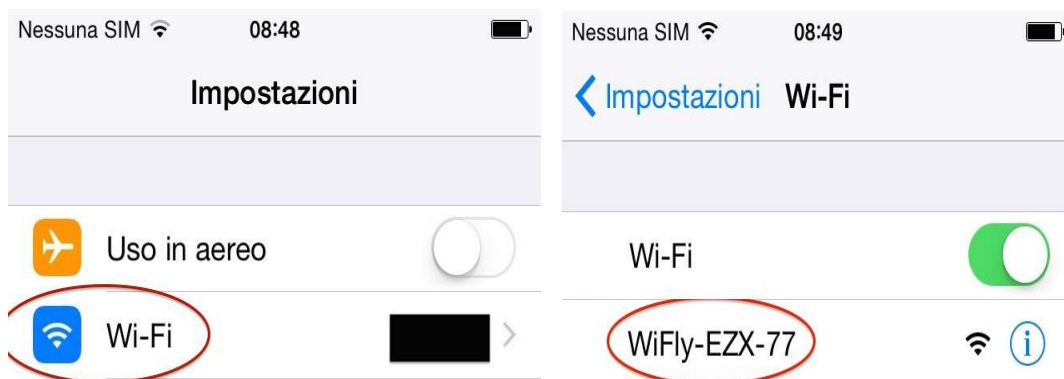 Nessuna SIM 08:48
Impostazioni
Uso in aereo
Wi-Fi
Nessuna SIM 08:49
Impostazioni Wi-Fi
Wi-Fi
WiFly-EZX-77